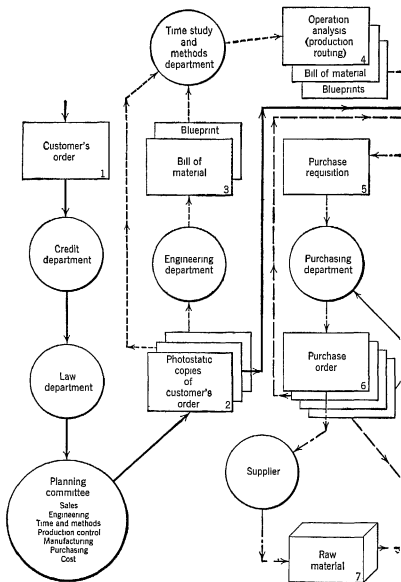 Time study
and
methods
department
Operation
analysis
(production
routing)
4
Bill of material
Blueprints
Customer's
order
1
Blueprint
Bill of
material
3
Purchase
requisition
5
Credit
department
Engineering
department
Purchasing
department
Law
department
Photostatic
copies
of
customer's
order
2
Purchase
order
6
Planning
committee
Sales
Engineering
Time and methods
Production control
Manufacturing
Purchasing
Cost
Supplier
Raw
material
7